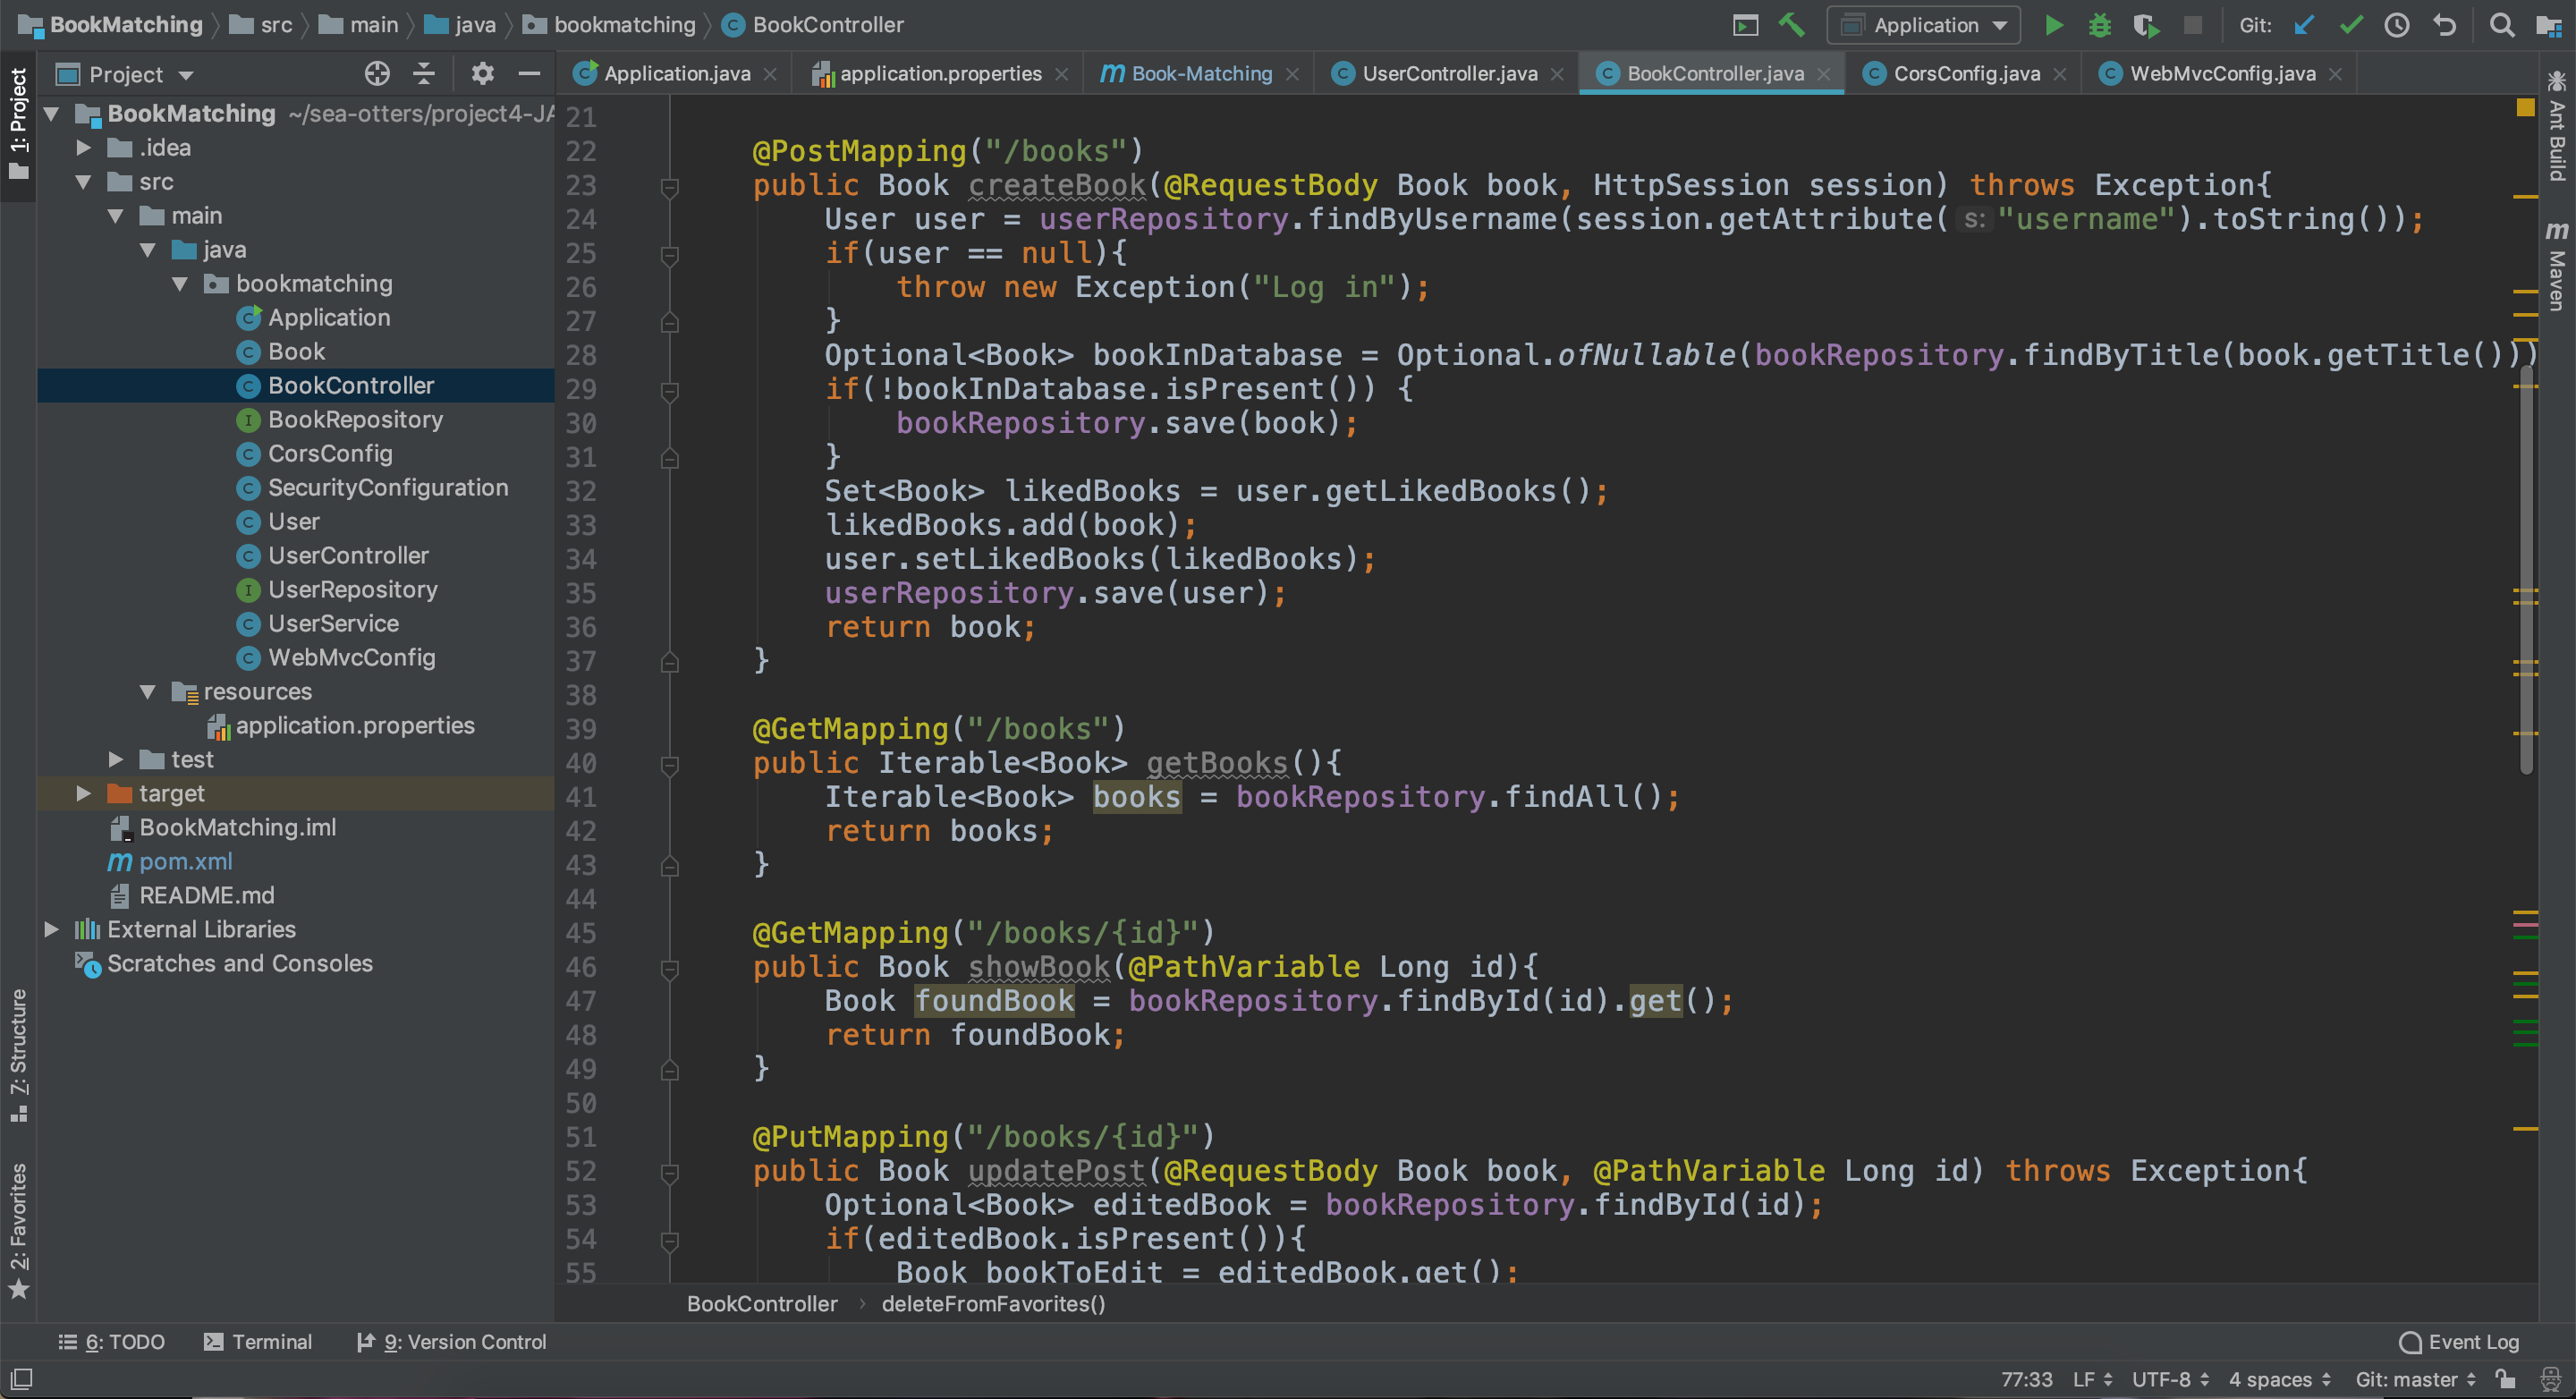 BookMatching src main java bookmatching BookController
Application Git:
Project
Application.java application.properties Book-Matching UserController.java BookController.java CorsConfig.java WebMvcConfig.java
1: Project
7: Structure
2: Favorites
BookMatching ~/sea-otters/project4-JA
.idea
src
main
java
bookmatching
Application
Book
BookController
BookRepository
CorsConfig
SecurityConfiguration
User
UserController
UserRepository
UserService
WebMvcConfig
resources
application.properties
test
target
BookMatching.iml
pom.xml
README.md
External Libraries
Scratches and Consoles
21
22 @PostMapping("/books")
23 public Book createBook(@RequestBody Book book, HttpSession session) throws Exception{
24 User user = userRepository.findByUsername(session.getAttribute( s: "username").toString());
25 if(user == null){
26 throw new Exception("Log in");
27 }
28 Optional<Book> bookInDatabase = Optional.ofNullable(bookRepository.findByTitle(book.getTitle()))
29 if(!bookInDatabase.isPresent()) {
30 bookRepository.save(book);
31 }
32 Set<Book> likedBooks = user.getLikedBooks();
33 likedBooks.add(book);
34 user.setLikedBooks(likedBooks);
35 userRepository.save(user);
36 return book;
37 }
38
39 @GetMapping("/books")
40 public Iterable<Book> getBooks(){
41 Iterable<Book> books = bookRepository.findAll();
42 return books;
43 }
44
45 @GetMapping("/books/{id}")
46 public Book showBook(@PathVariable Long id){
47 Book foundBook = bookRepository.findById(id).get();
48 return foundBook;
49 }
50
51 @PutMapping("/books/{id}")
52 public Book updatePost(@RequestBody Book book, @PathVariable Long id) throws Exception{
53 Optional<Book> editedBook = bookRepository.findById(id);
54 if(editedBook.isPresent()){
55 Book bookToEdit = editedBook.get();
BookController deleteFromFavorites()
Ant Build
Maven
6: TODO Terminal 9: Version Control Event Log
77:33 LF UTF-8 4 spaces Git: master